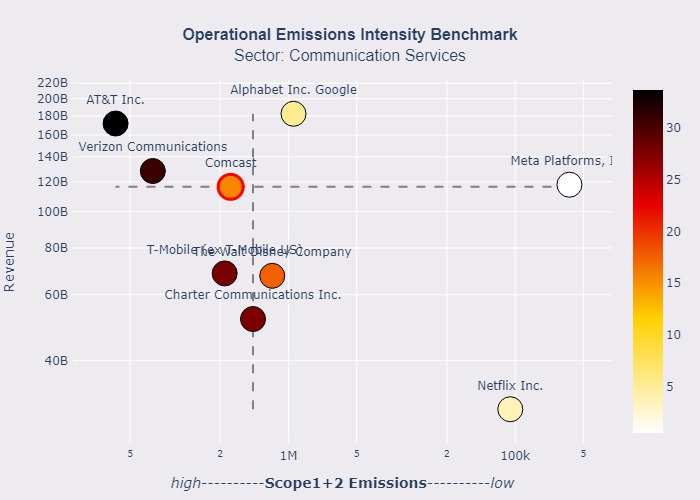 Operational Emissions Intensity Benchmark
Sector: Communication Services
220B
200B
180B
160B
140B
120B
100B
80B
60B
40B
Revenue
AT&T Inc.
Alphabet Inc. Google
Verizon Communications
Comcast
Meta Platforms, I
T-Mobile (ex T-Mobile US)
The Walt Disney Company
Charter Communications Inc.
Netflix Inc.
30
25
20
15
10
5
5 2 1M 5 2 100k 5
high----------Scope1+2 Emissions----------low